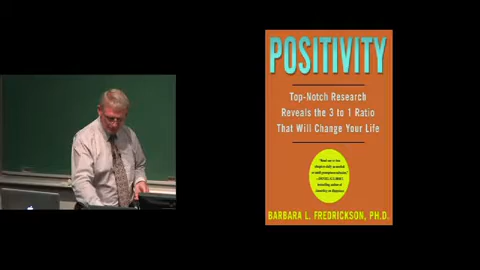 POSITIVITY
Top-Notch Research
Reveals the 3 to 1 Ratio
That Will Change Your Life
BARBARA L. FREDRICKSON, PH.D.